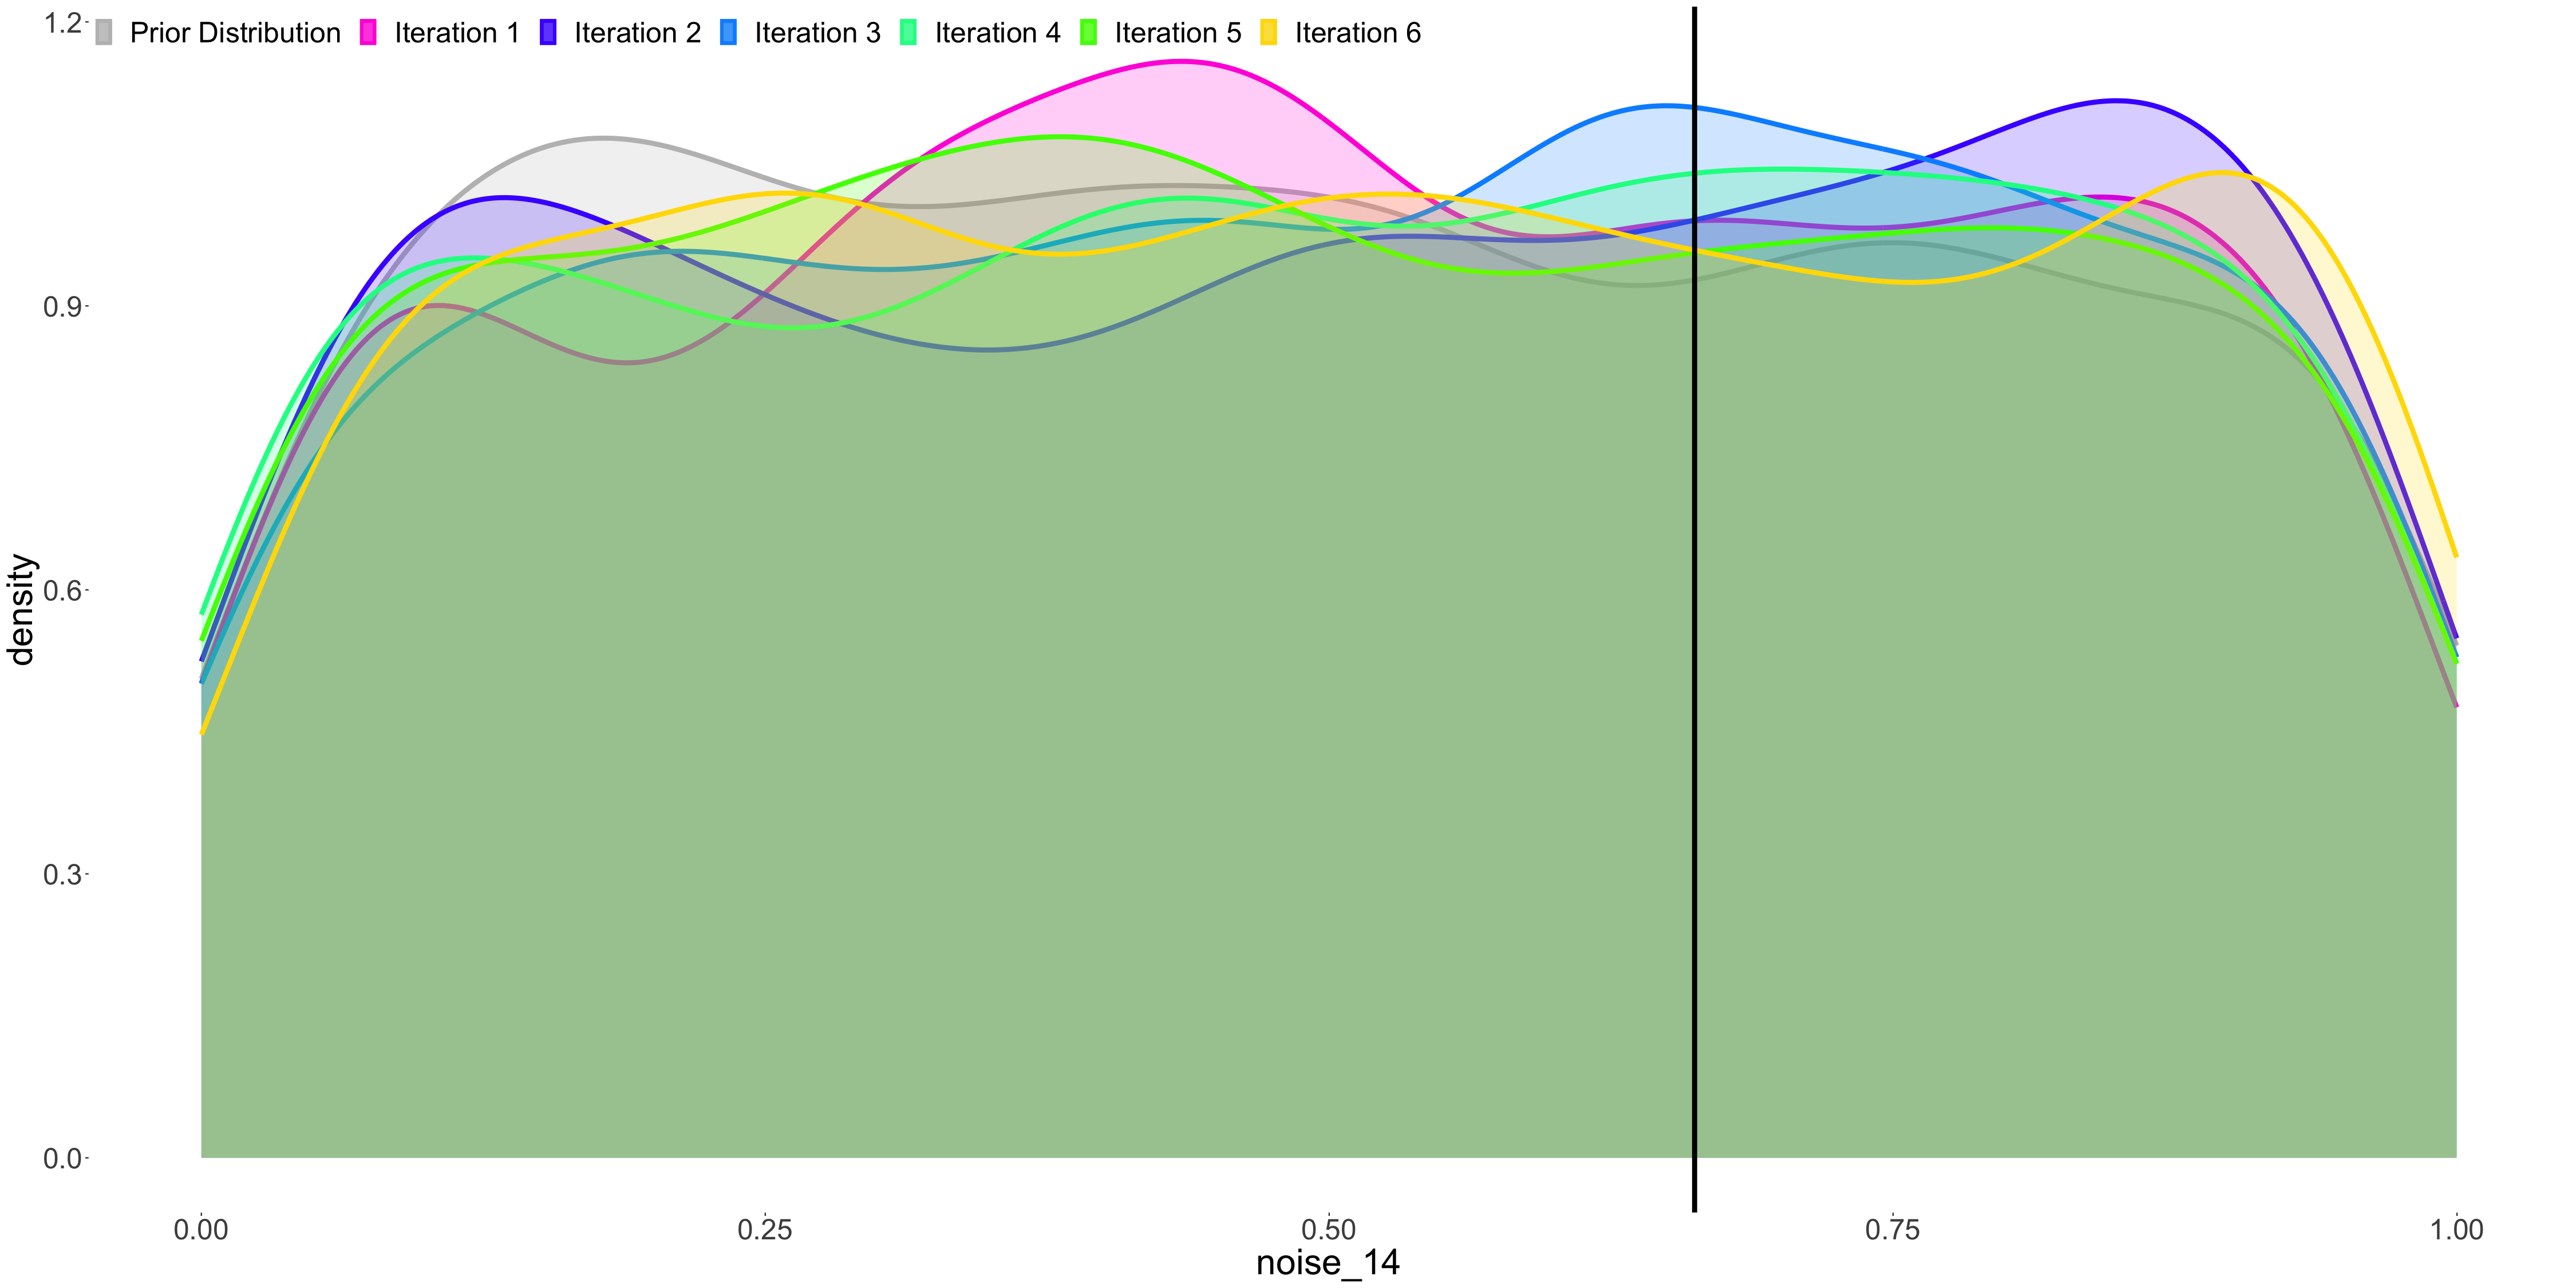 Prior Distribution Iteration 1 Iteration 2 Iteration 3 Iteration 4 Iteration 5 Iteration 6
1.2
0.9
0.6
0.3
0.0
density
0.00 0.25 0.50 0.75 1.00
noise_14